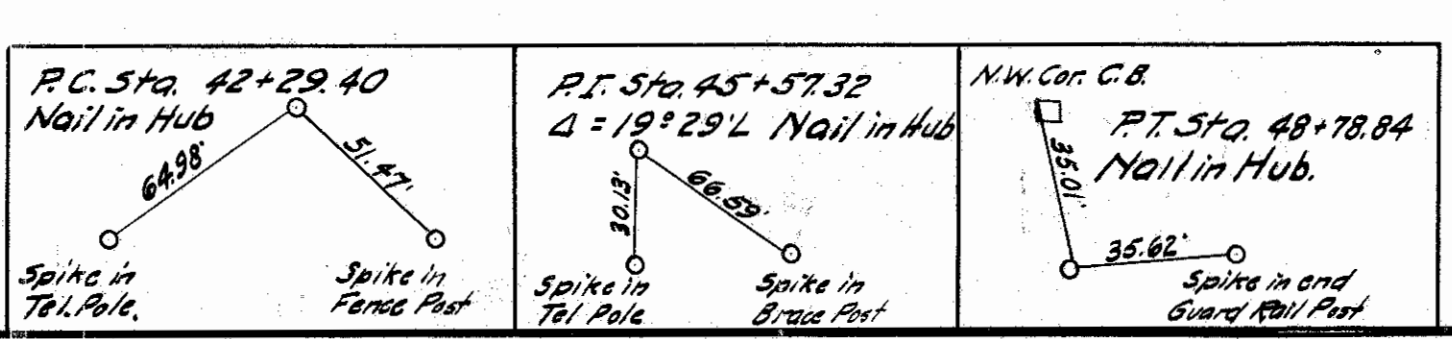 P.C. Sta. 42+29.40
Nail in Hub
64.98'
51.47'
Spike in
Tel. Pole.
Spike in
Fence Post
P.I. Sta. 45+57.32
Δ = 19°29'L Nail in Hub
30.13'
66.59'
Spike in
Tel Pole
Spike in
Brace Post
N.W. Cor. C.B.
P.T. Sta. 48+78.84
Nail in Hub.
35.01'
35.62'
Spike in end
Guard Rail Post